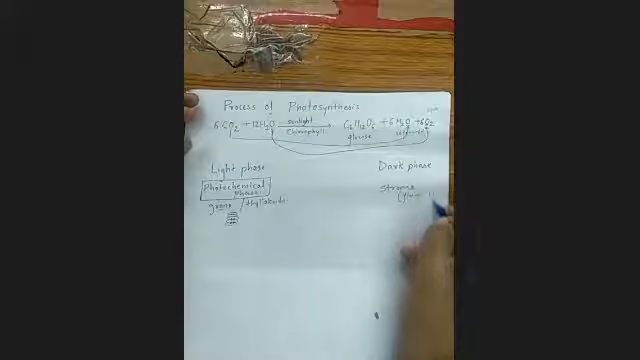 Process of Photosynthesis
6CO2 + 12H2O sunlight Chlorophyll C6H12O6 + 6H2O + 6O2
glucose
Light phase Dark phase
Photochemical phase
grana / thyllakoids stroma